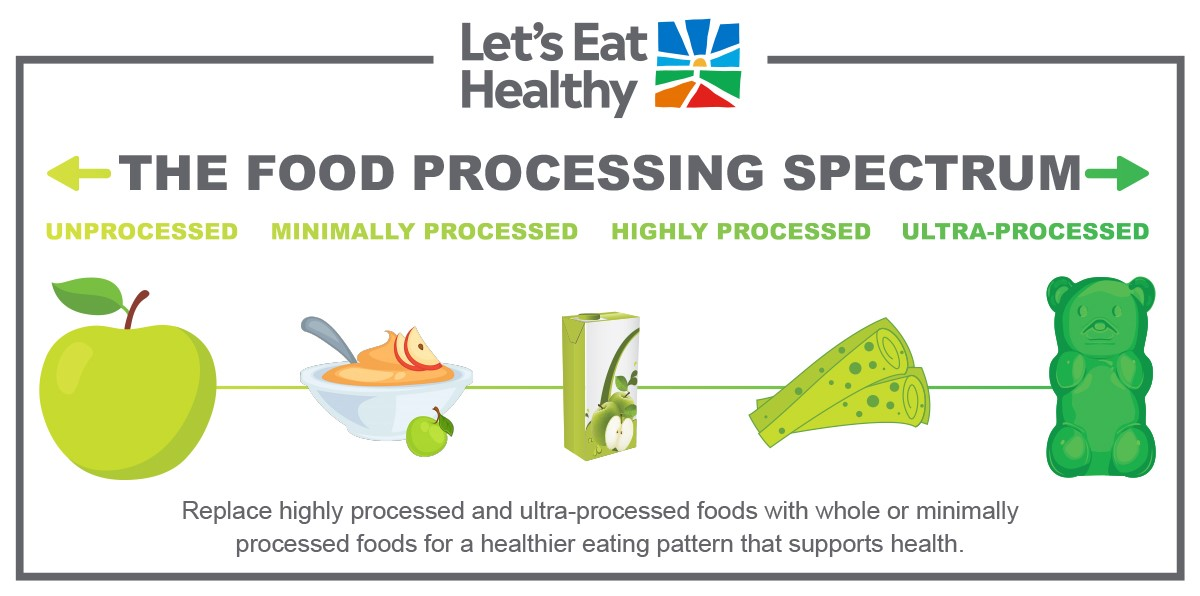 Let's Eat
Healthy
THE FOOD PROCESSING SPECTRUM
UNPROCESSED MINIMALLY PROCESSED HIGHLY PROCESSED ULTRA-PROCESSED
Replace highly processed and ultra-processed foods with whole or minimally
processed foods for a healthier eating pattern that supports health.